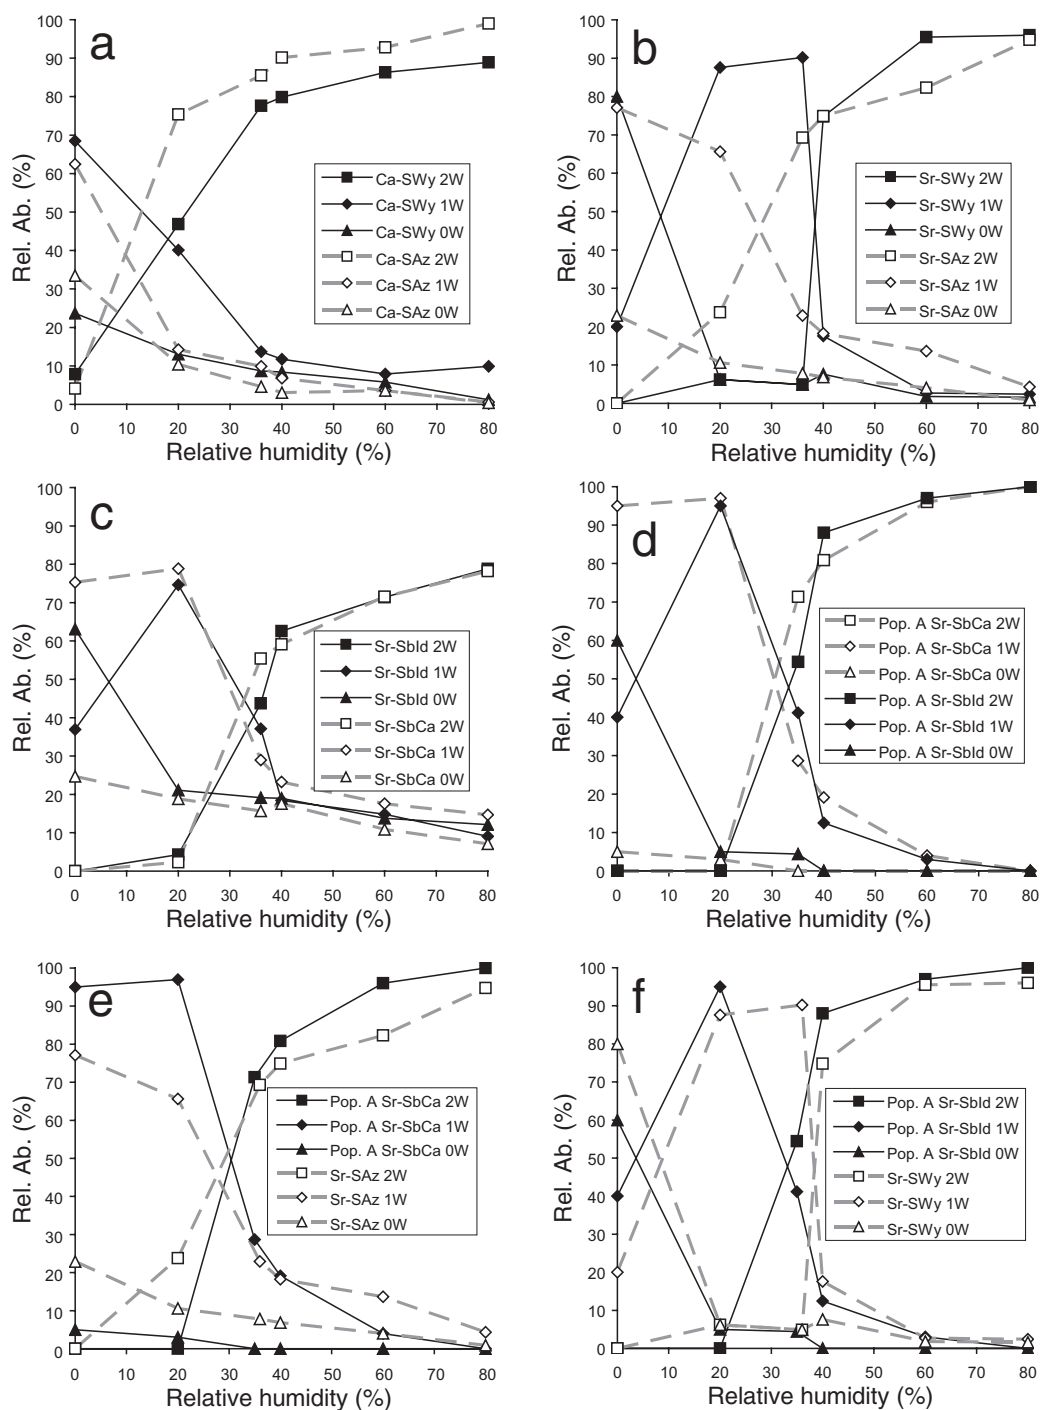 a
Rel. Ab. (%)
100
90
80
70
60
50
40
30
20
10
0
Ca-SWy 2W
Ca-SWy 1W
Ca-SWy 0W
Ca-SAz 2W
Ca-SAz 1W
Ca-SAz 0W
0 10 20 30 40 50 60 70 80
Relative humidity (%)
b
Rel. Ab. (%)
100
90
80
70
60
50
40
30
20
10
0
Sr-SWy 2W
Sr-SWy 1W
Sr-SWy 0W
Sr-SAz 2W
Sr-SAz 1W
Sr-SAz 0W
0 10 20 30 40 50 60 70 80
Relative humidity (%)
c
Rel. Ab. (%)
100
90
80
70
60
50
40
30
20
10
0
Sr-SbId 2W
Sr-SbId 1W
Sr-SbId 0W
Sr-SbCa 2W
Sr-SbCa 1W
Sr-SbCa 0W
0 10 20 30 40 50 60 70 80
Relative humidity (%)
d
Rel. Ab. (%)
100
90
80
70
60
50
40
30
20
10
0
Pop. A Sr-SbCa 2W
Pop. A Sr-SbCa 1W
Pop. A Sr-SbCa 0W
Pop. A Sr-SbId 2W
Pop. A Sr-SbId 1W
Pop. A Sr-SbId 0W
0 10 20 30 40 50 60 70 80
Relative humidity (%)
e
Rel. Ab. (%)
100
90
80
70
60
50
40
30
20
10
0
Pop. A Sr-SbCa 2W
Pop. A Sr-SbCa 1W
Pop. A Sr-SbCa 0W
Sr-SAz 2W
Sr-SAz 1W
Sr-SAz 0W
0 10 20 30 40 50 60 70 80
Relative humidity (%)
f
Rel. Ab. (%)
100
90
80
70
60
50
40
30
20
10
0
Pop. A Sr-SbId 2W
Pop. A Sr-SbId 1W
Pop. A Sr-SbId 0W
Sr-SWy 2W
Sr-SWy 1W
Sr-SWy 0W
0 10 20 30 40 50 60 70 80
Relative humidity (%)